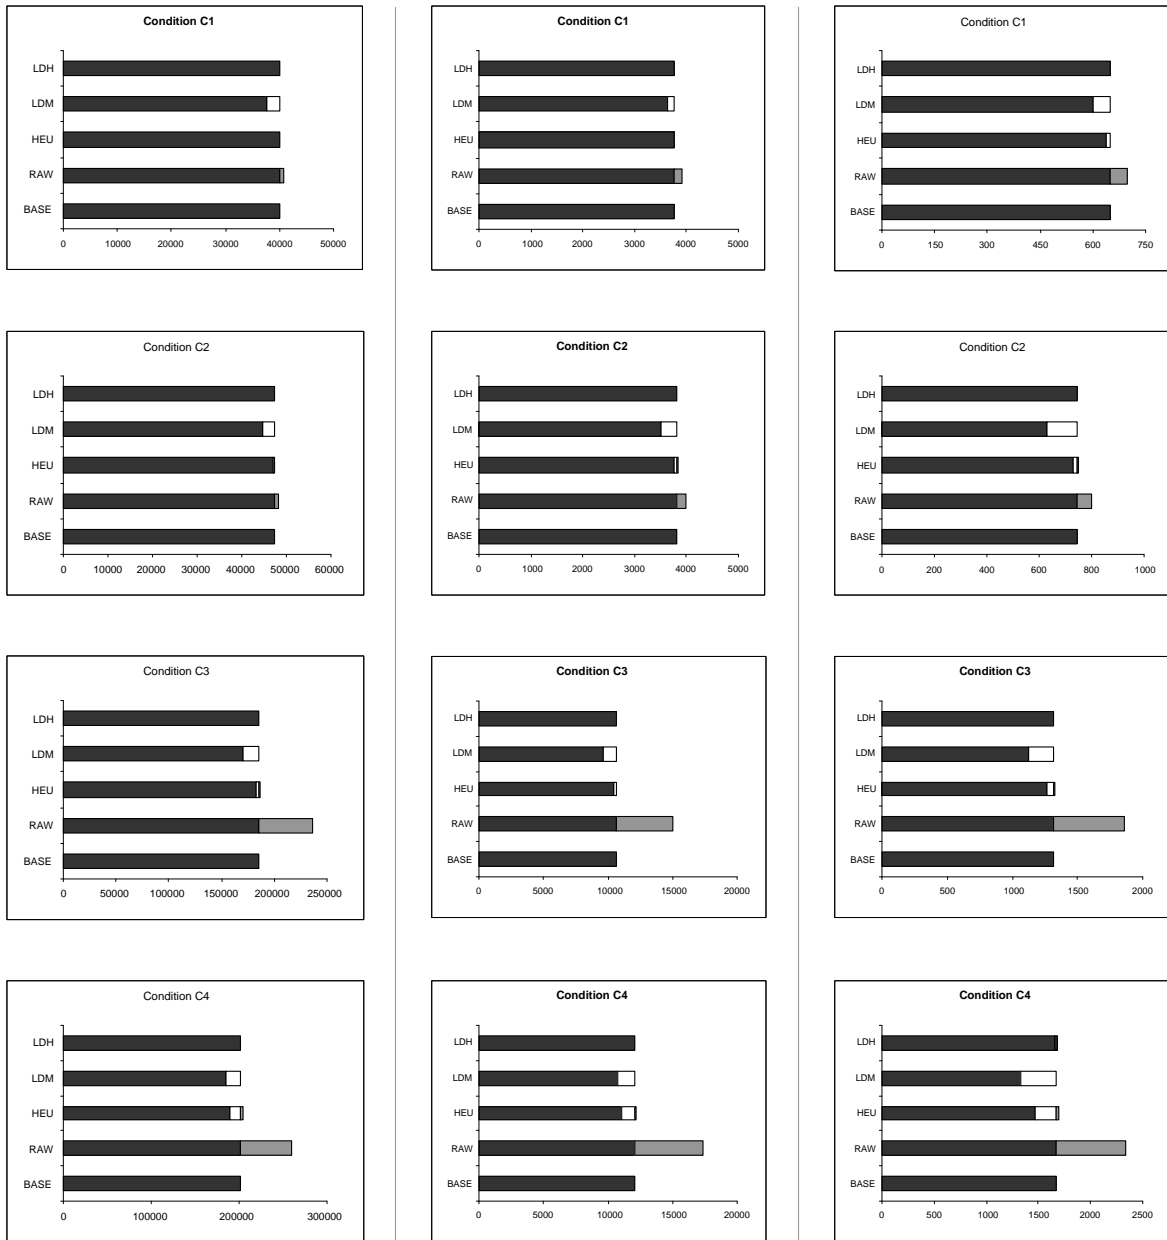 Condition C1
LDH
LDM
HEU
RAW
BASE
0 10000 20000 30000 40000 50000
Condition C1
LDH
LDM
HEU
RAW
BASE
0 1000 2000 3000 4000 5000
Condition C1
LDH
LDM
HEU
RAW
BASE
0 150 300 450 600 750
Condition C2
LDH
LDM
HEU
RAW
BASE
0 10000 20000 30000 40000 50000 60000
Condition C2
LDH
LDM
HEU
RAW
BASE
0 1000 2000 3000 4000 5000
Condition C2
LDH
LDM
HEU
RAW
BASE
0 200 400 600 800 1000
Condition C3
LDH
LDM
HEU
RAW
BASE
0 50000 100000 150000 200000 250000
Condition C3
LDH
LDM
HEU
RAW
BASE
0 5000 10000 15000 20000
Condition C3
LDH
LDM
HEU
RAW
BASE
0 500 1000 1500 2000
Condition C4
LDH
LDM
HEU
RAW
BASE
0 100000 200000 300000
Condition C4
LDH
LDM
HEU
RAW
BASE
0 5000 10000 15000 20000
Condition C4
LDH
LDM
HEU
RAW
BASE
0 500 1000 1500 2000 2500